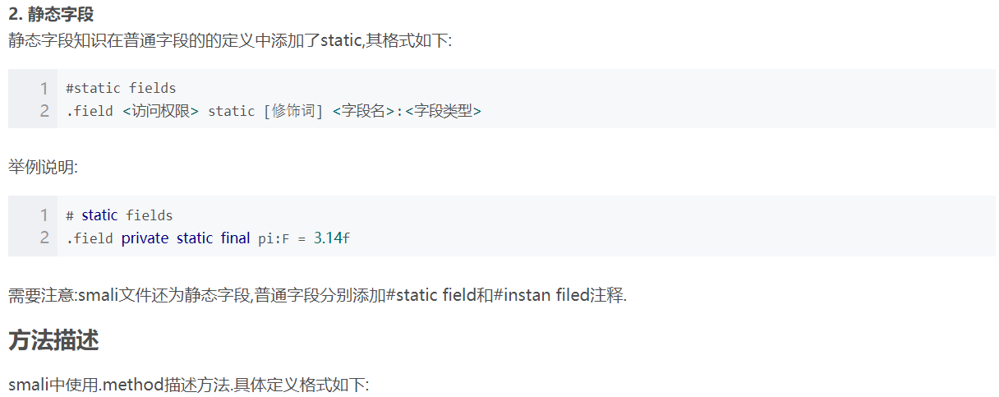 2. 静态字段
静态字段知识在普通字段的的定义中添加了static,其格式如下:
1 #static fields
2 .field <访问权限> static [修饰词] <字段名>:<字段类型>
举例说明:
1 # static fields
2 .field private static final pi:F = 3.14f
需要注意:smali文件还为静态字段,普通字段分别添加#static field和#instan filed注释.
方法描述
smali中使用.method描述方法.具体定义格式如下: